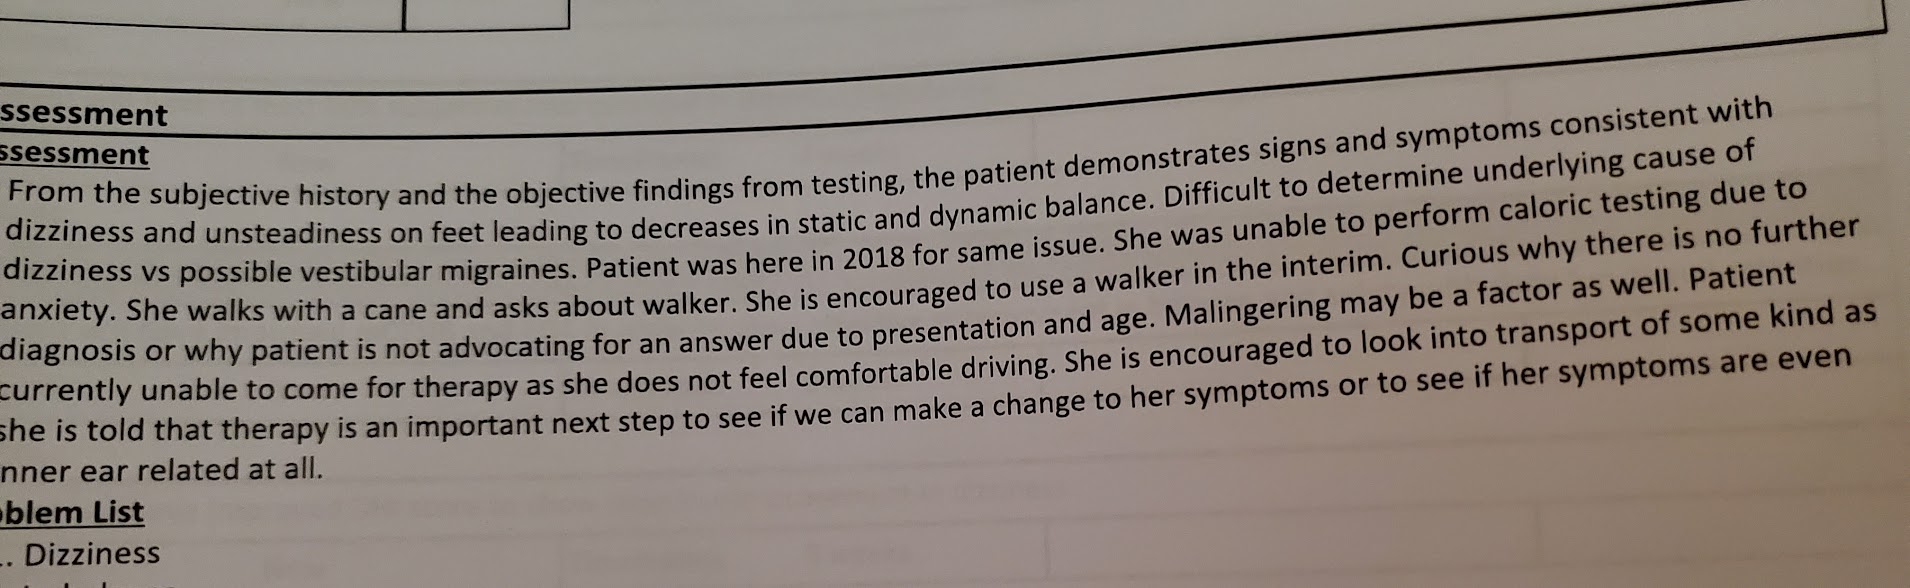 ssessment
ssessment
From the subjective history and the objective findings from testing, the patient demonstrates signs and symptoms consistent with
dizziness and unsteadiness on feet leading to decreases in static and dynamic balance. Difficult to determine underlying cause of
dizziness vs possible vestibular migraines. Patient was here in 2018 for same issue. She was unable to perform caloric testing due to
anxiety. She walks with a cane and asks about walker. She is encouraged to use a walker in the interim. Curious why there is no further
diagnosis or why patient is not advocating for an answer due to presentation and age. Malingering may be a factor as well. Patient
currently unable to come for therapy as she does not feel comfortable driving. She is encouraged to look into transport of some kind as
she is told that therapy is an important next step to see if we can make a change to her symptoms or to see if her symptoms are even
nner ear related at all.
oblem List
. Dizziness